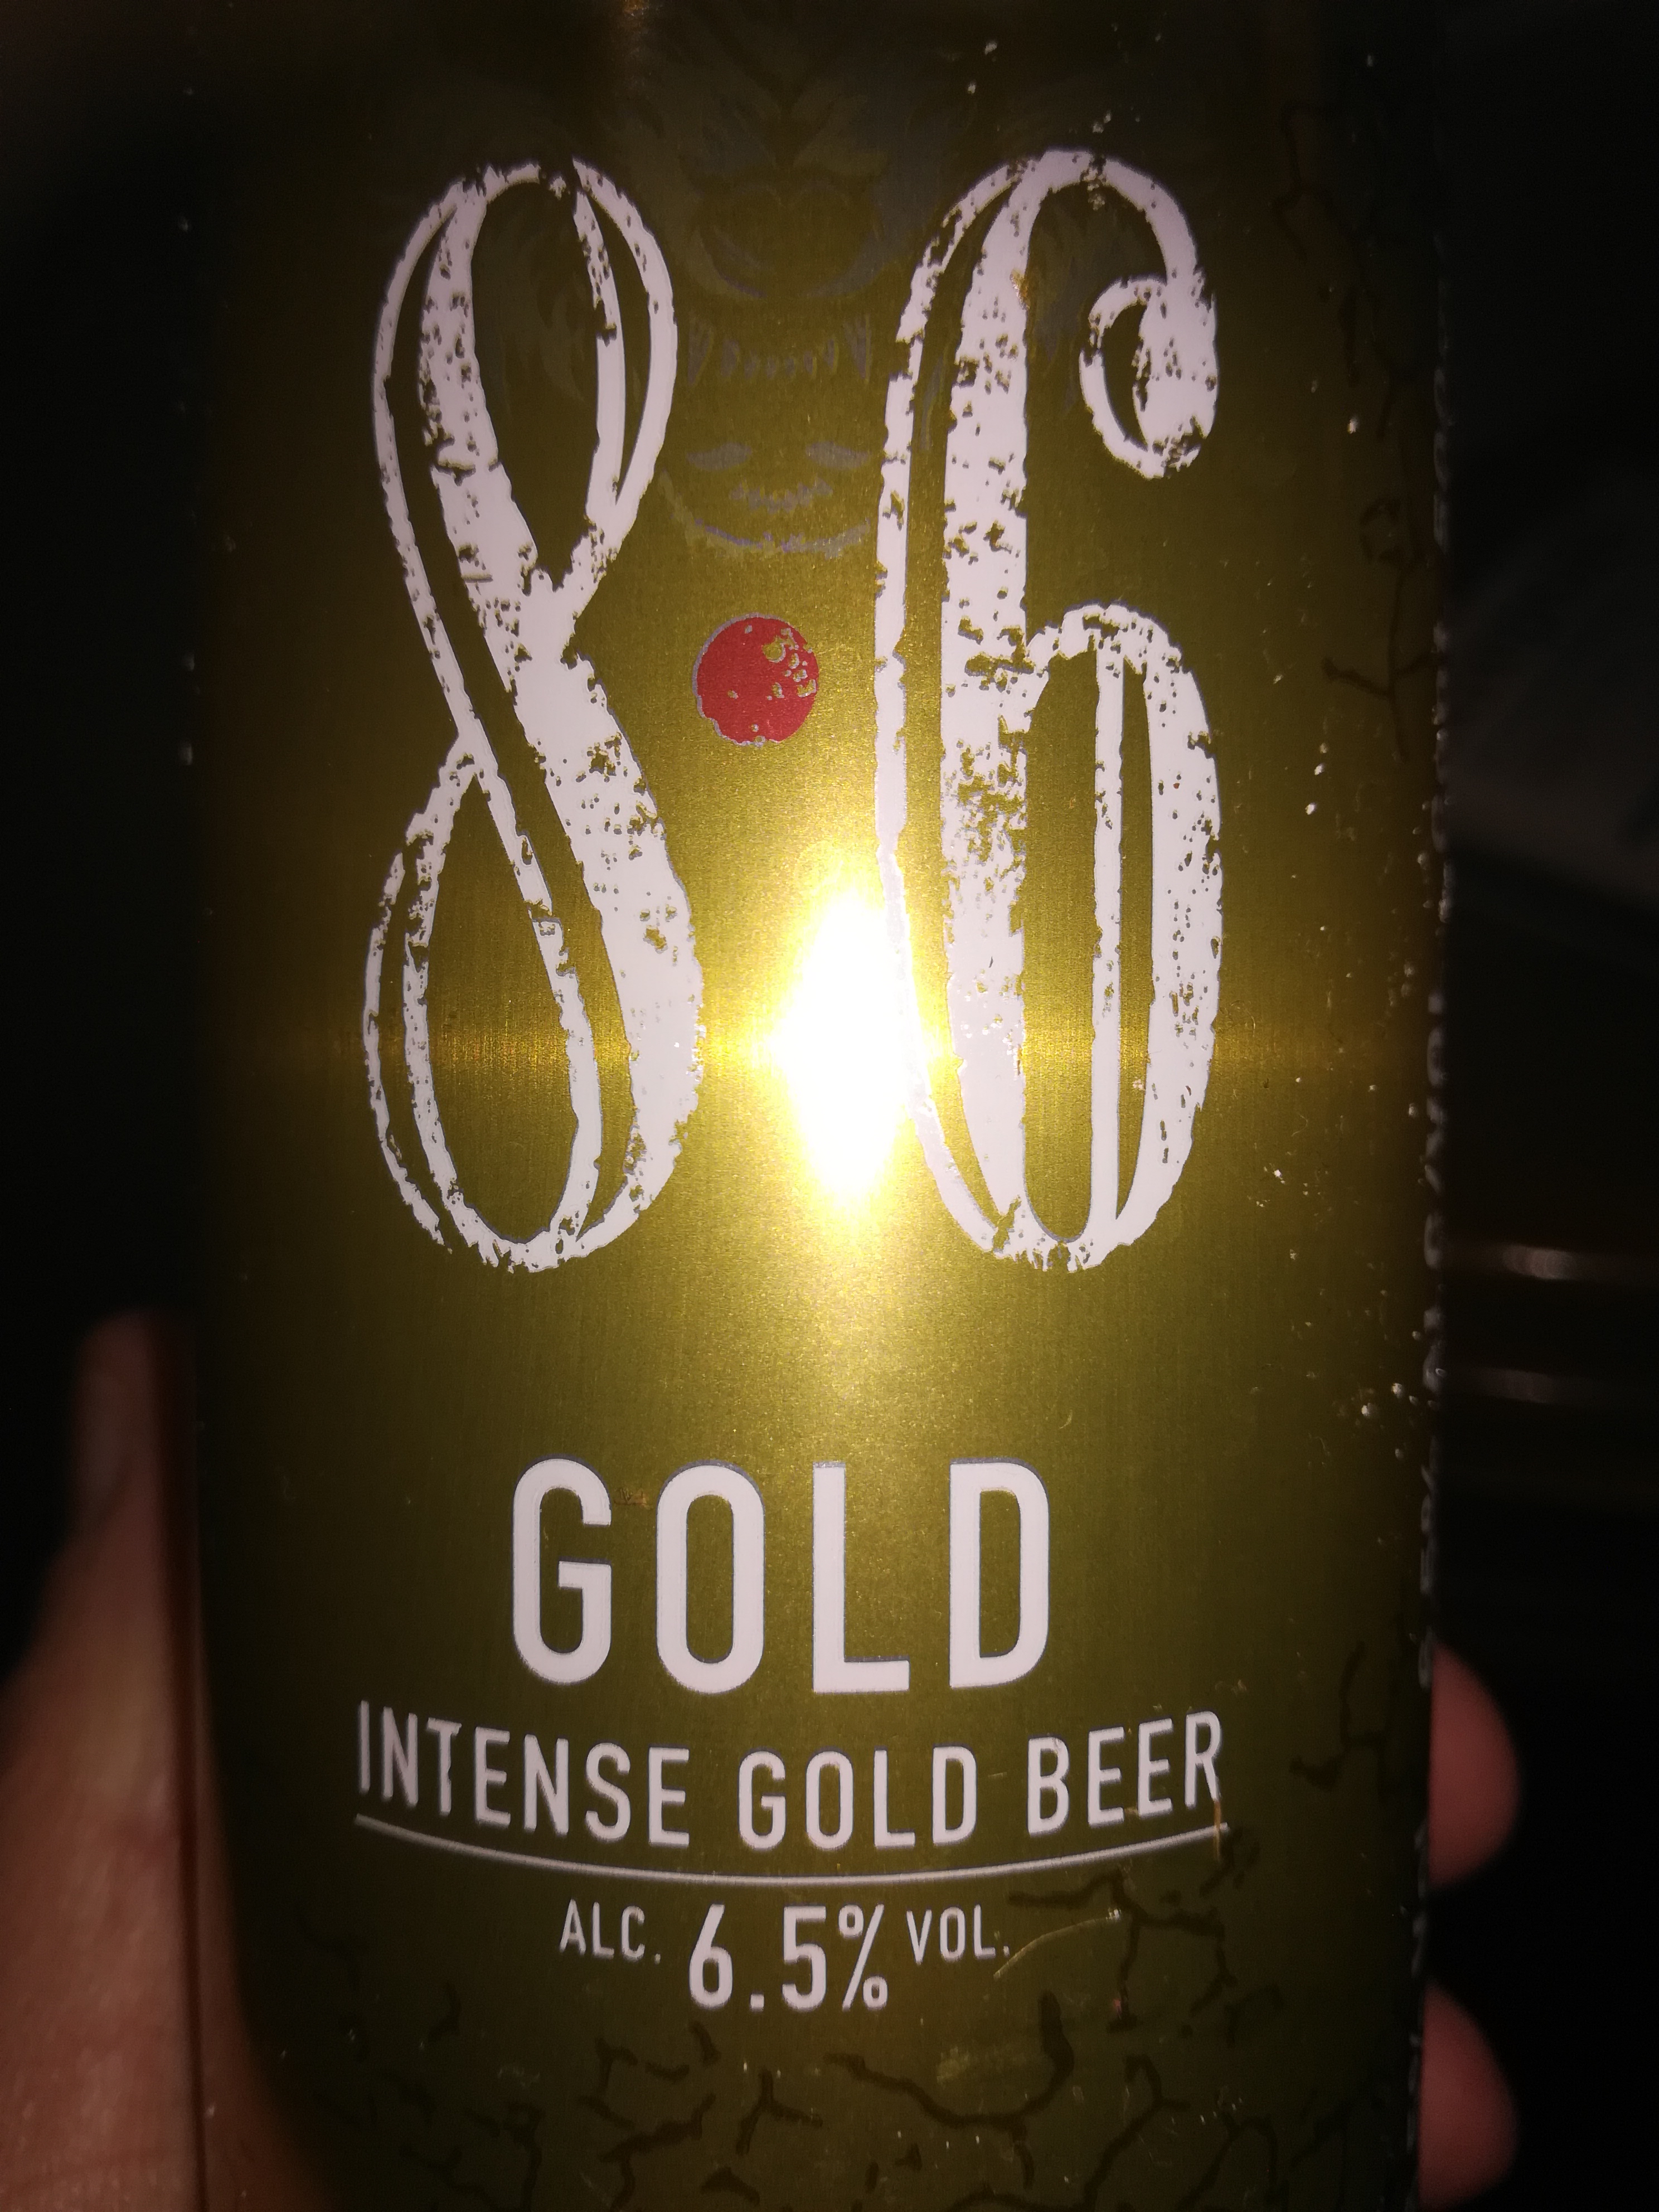 8.6
GOLD
INTENSE GOLD BEER
ALC. 6.5% VOL.